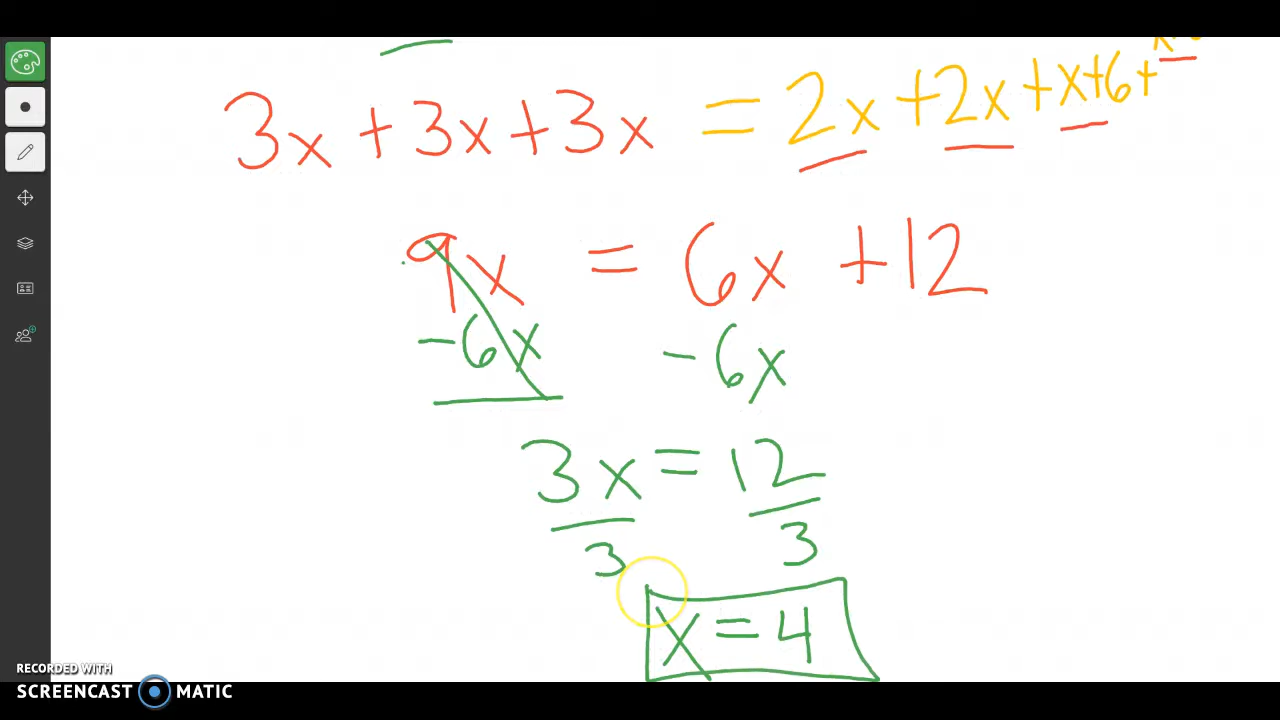 3x + 3x + 3x = 2x + 2x + x + 6 +
9x = 6x + 12
- 6x - 6x
3x = 12
3 3
x = 4
RECORDED WITH
SCREENCAST MATIC